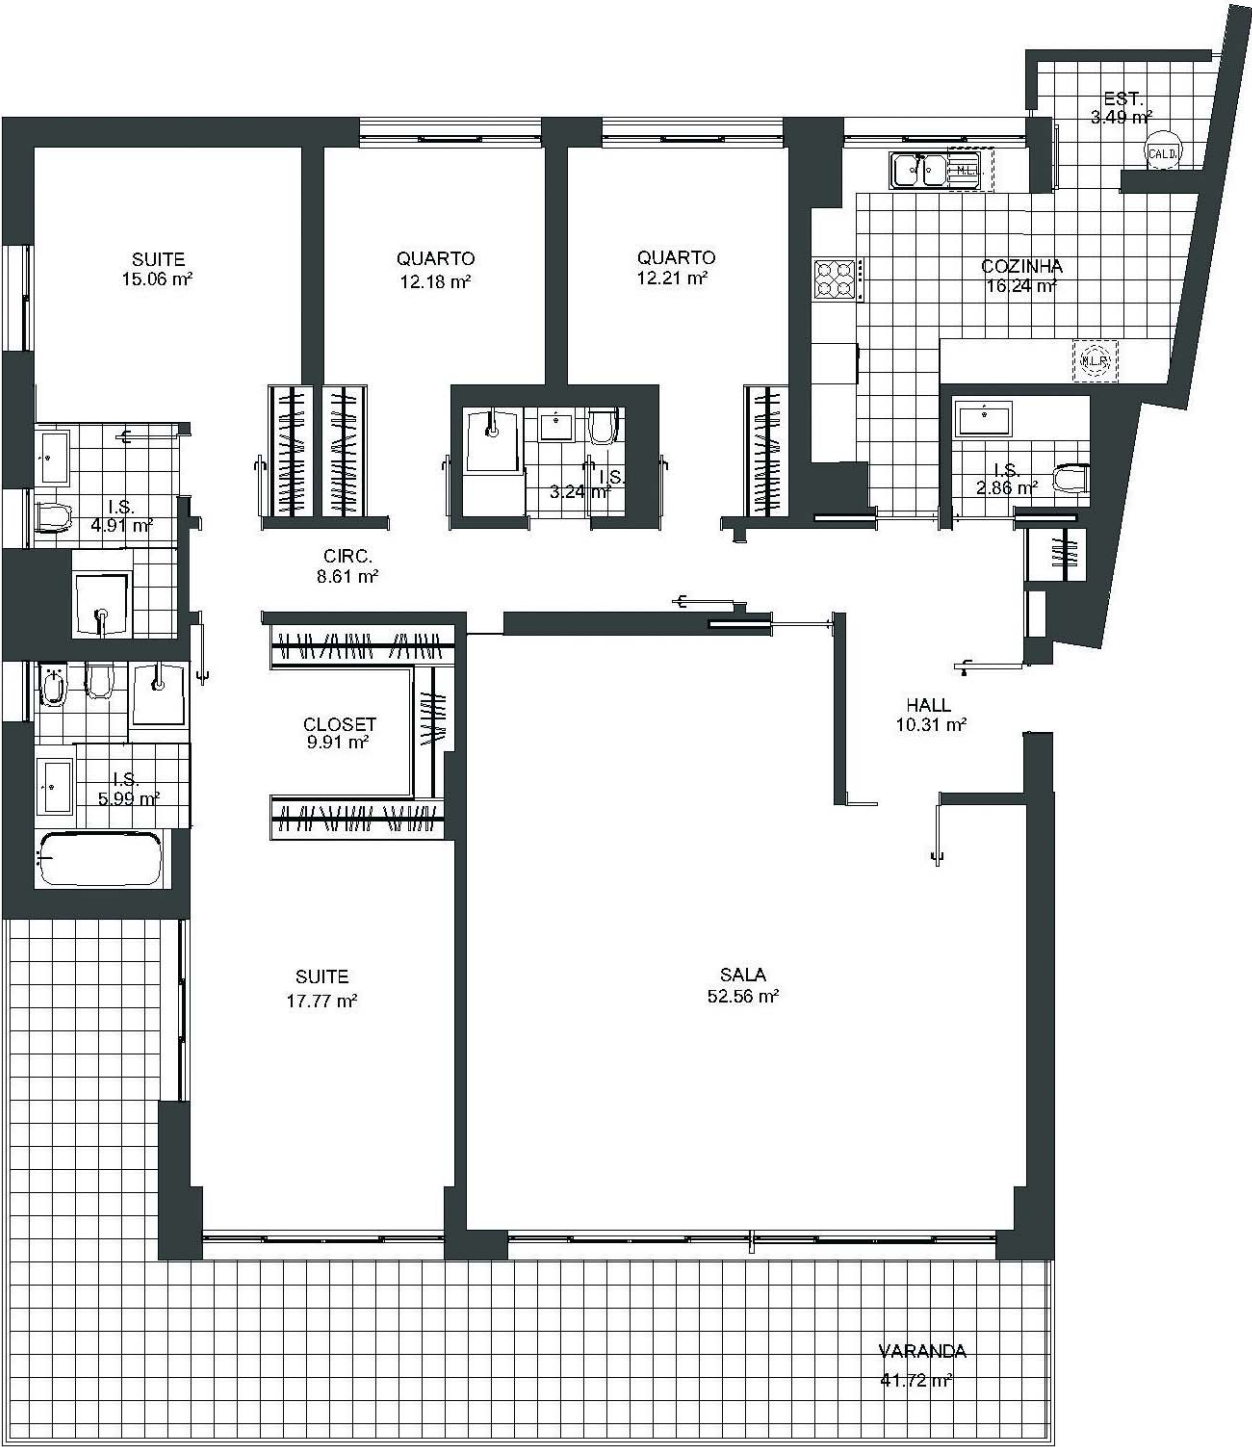 EST.
3.49 m²
CALD.
M.L.L.
SUITE
15.06 m²
QUARTO
12.18 m²
QUARTO
12.21 m²
COZINHA
16.24 m²
M.L.R.
I.S.
4.91 m²
I.S.
3.24 m²
I.S.
2.86 m²
CIRC.
8.61 m²
CLOSET
9.91 m²
HALL
10.31 m²
I.S.
5.99 m²
SUITE
17.77 m²
SALA
52.56 m²
VARANDA
41.72 m²